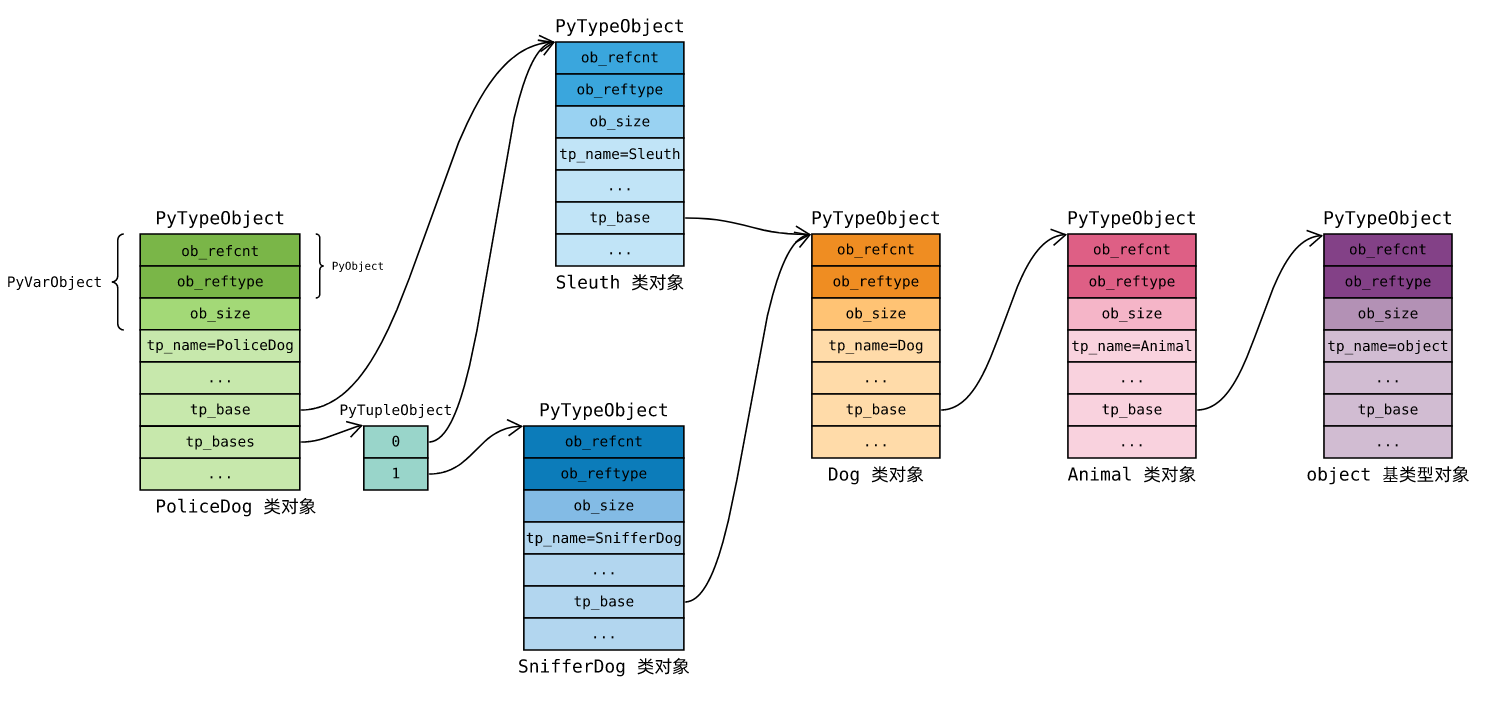 PyTypeObject
ob_refcnt
ob_reftype
ob_size
tp_name=Sleuth
...
tp_base
...
Sleuth 类对象
PyTypeObject
PyVarObject
PyObject
ob_refcnt
ob_reftype
ob_size
tp_name=PoliceDog
...
tp_base
tp_bases
...
PoliceDog 类对象
PyTupleObject
0
1
PyTypeObject
ob_refcnt
ob_reftype
ob_size
tp_name=SnifferDog
...
tp_base
...
SnifferDog 类对象
PyTypeObject
ob_refcnt
ob_reftype
ob_size
tp_name=Dog
...
tp_base
...
Dog 类对象
PyTypeObject
ob_refcnt
ob_reftype
ob_size
tp_name=Animal
...
tp_base
...
Animal 类对象
PyTypeObject
ob_refcnt
ob_reftype
ob_size
tp_name=object
...
tp_base
...
object 基类型对象